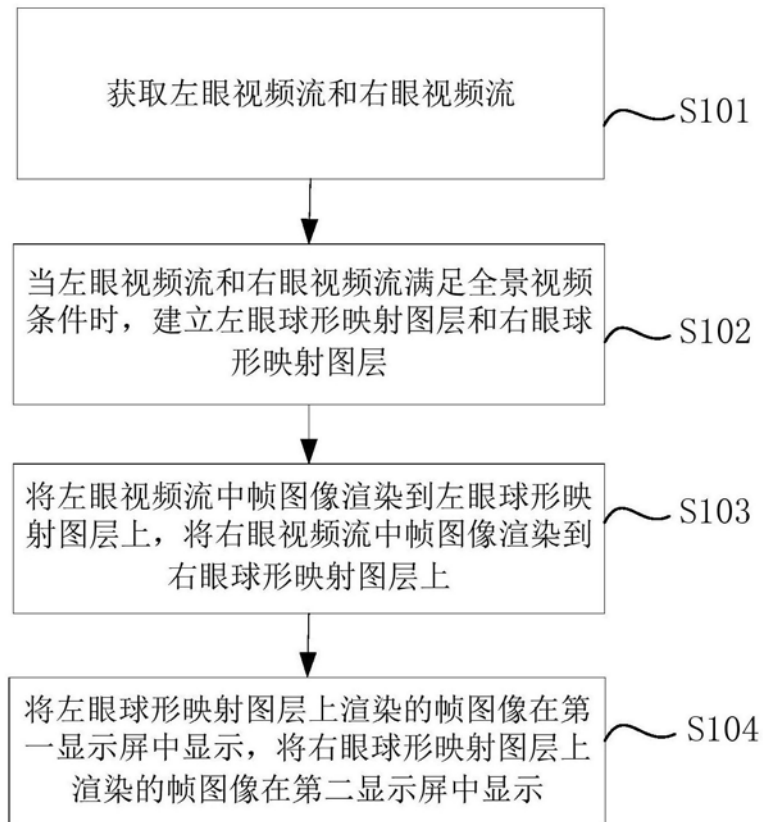 获取左眼视频流和右眼视频流
S101
当左眼视频流和右眼视频流满足全景视频
条件时，建立左眼球形映射图层和右眼球
形映射图层
S102
将左眼视频流中帧图像渲染到左眼球形映
射图层上，将右眼视频流中帧图像渲染到
右眼球形映射图层上
S103
将左眼球形映射图层上渲染的帧图像在第
一显示屏中显示，将右眼球形映射图层上
渲染的帧图像在第二显示屏中显示
S104